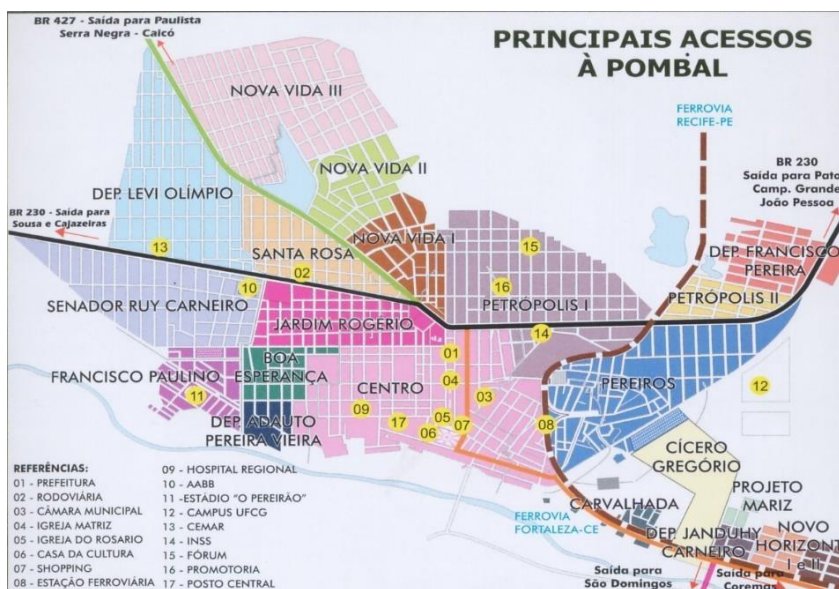 BR 427 - Saída para Paulista
Serra Negra - Caicó
PRINCIPAIS ACESSOS
À POMBAL
NOVA VIDA III
FERROVIA
RECIFE-PE
BR 230
Saída para Pato
Camp. Grande
João Pessoa
NOVA VIDA II
DEP. LEVI OLÍMPIO
BR 230 - Saída para
Sousa e Cajazeiras
13
SANTA ROSA
02
NOVA VIDA I
15
16
PETRÓPOLIS I
DEP. FRANCISCO
PEREIRA
PETRÓPOLIS II
10
SENADOR RUY CARNEIRO
JARDIM ROGÉRIO
14
01
BOA
ESPERANÇA
FRANCISCO PAULINO
11
CENTRO
04
03
PEREIROS
12
DEP. ADAUTO
PEREIRA VIEIRA
09
17
05
06
07
08
CÍCERO
GREGÓRIO
PROJETO
MARIZ
CARVALHADA
FERROVIA
FORTALEZA-CE
DEP. JANDUHY
CARNEIRO
NOVO
HORIZONT
I e II
Saída para
São Domingos
Saída para
Coremas
REFERÊNCIAS:
01 - PREFEITURA
02 - RODOVIÁRIA
03 - CÂMARA MUNICIPAL
04 - IGREJA MATRIZ
05 - IGREJA DO ROSARIO
06 - CASA DA CULTURA
07 - SHOPPING
08 - ESTAÇÃO FERROVIÁRIA
09 - HOSPITAL REGIONAL
10 - AABB
11 -ESTÁDIO "O PEREIRÃO"
12 - CAMPUS UFCG
13 - CEMAR
14 - INSS
15 - FÓRUM
16 - PROMOTORIA
17 - POSTO CENTRAL